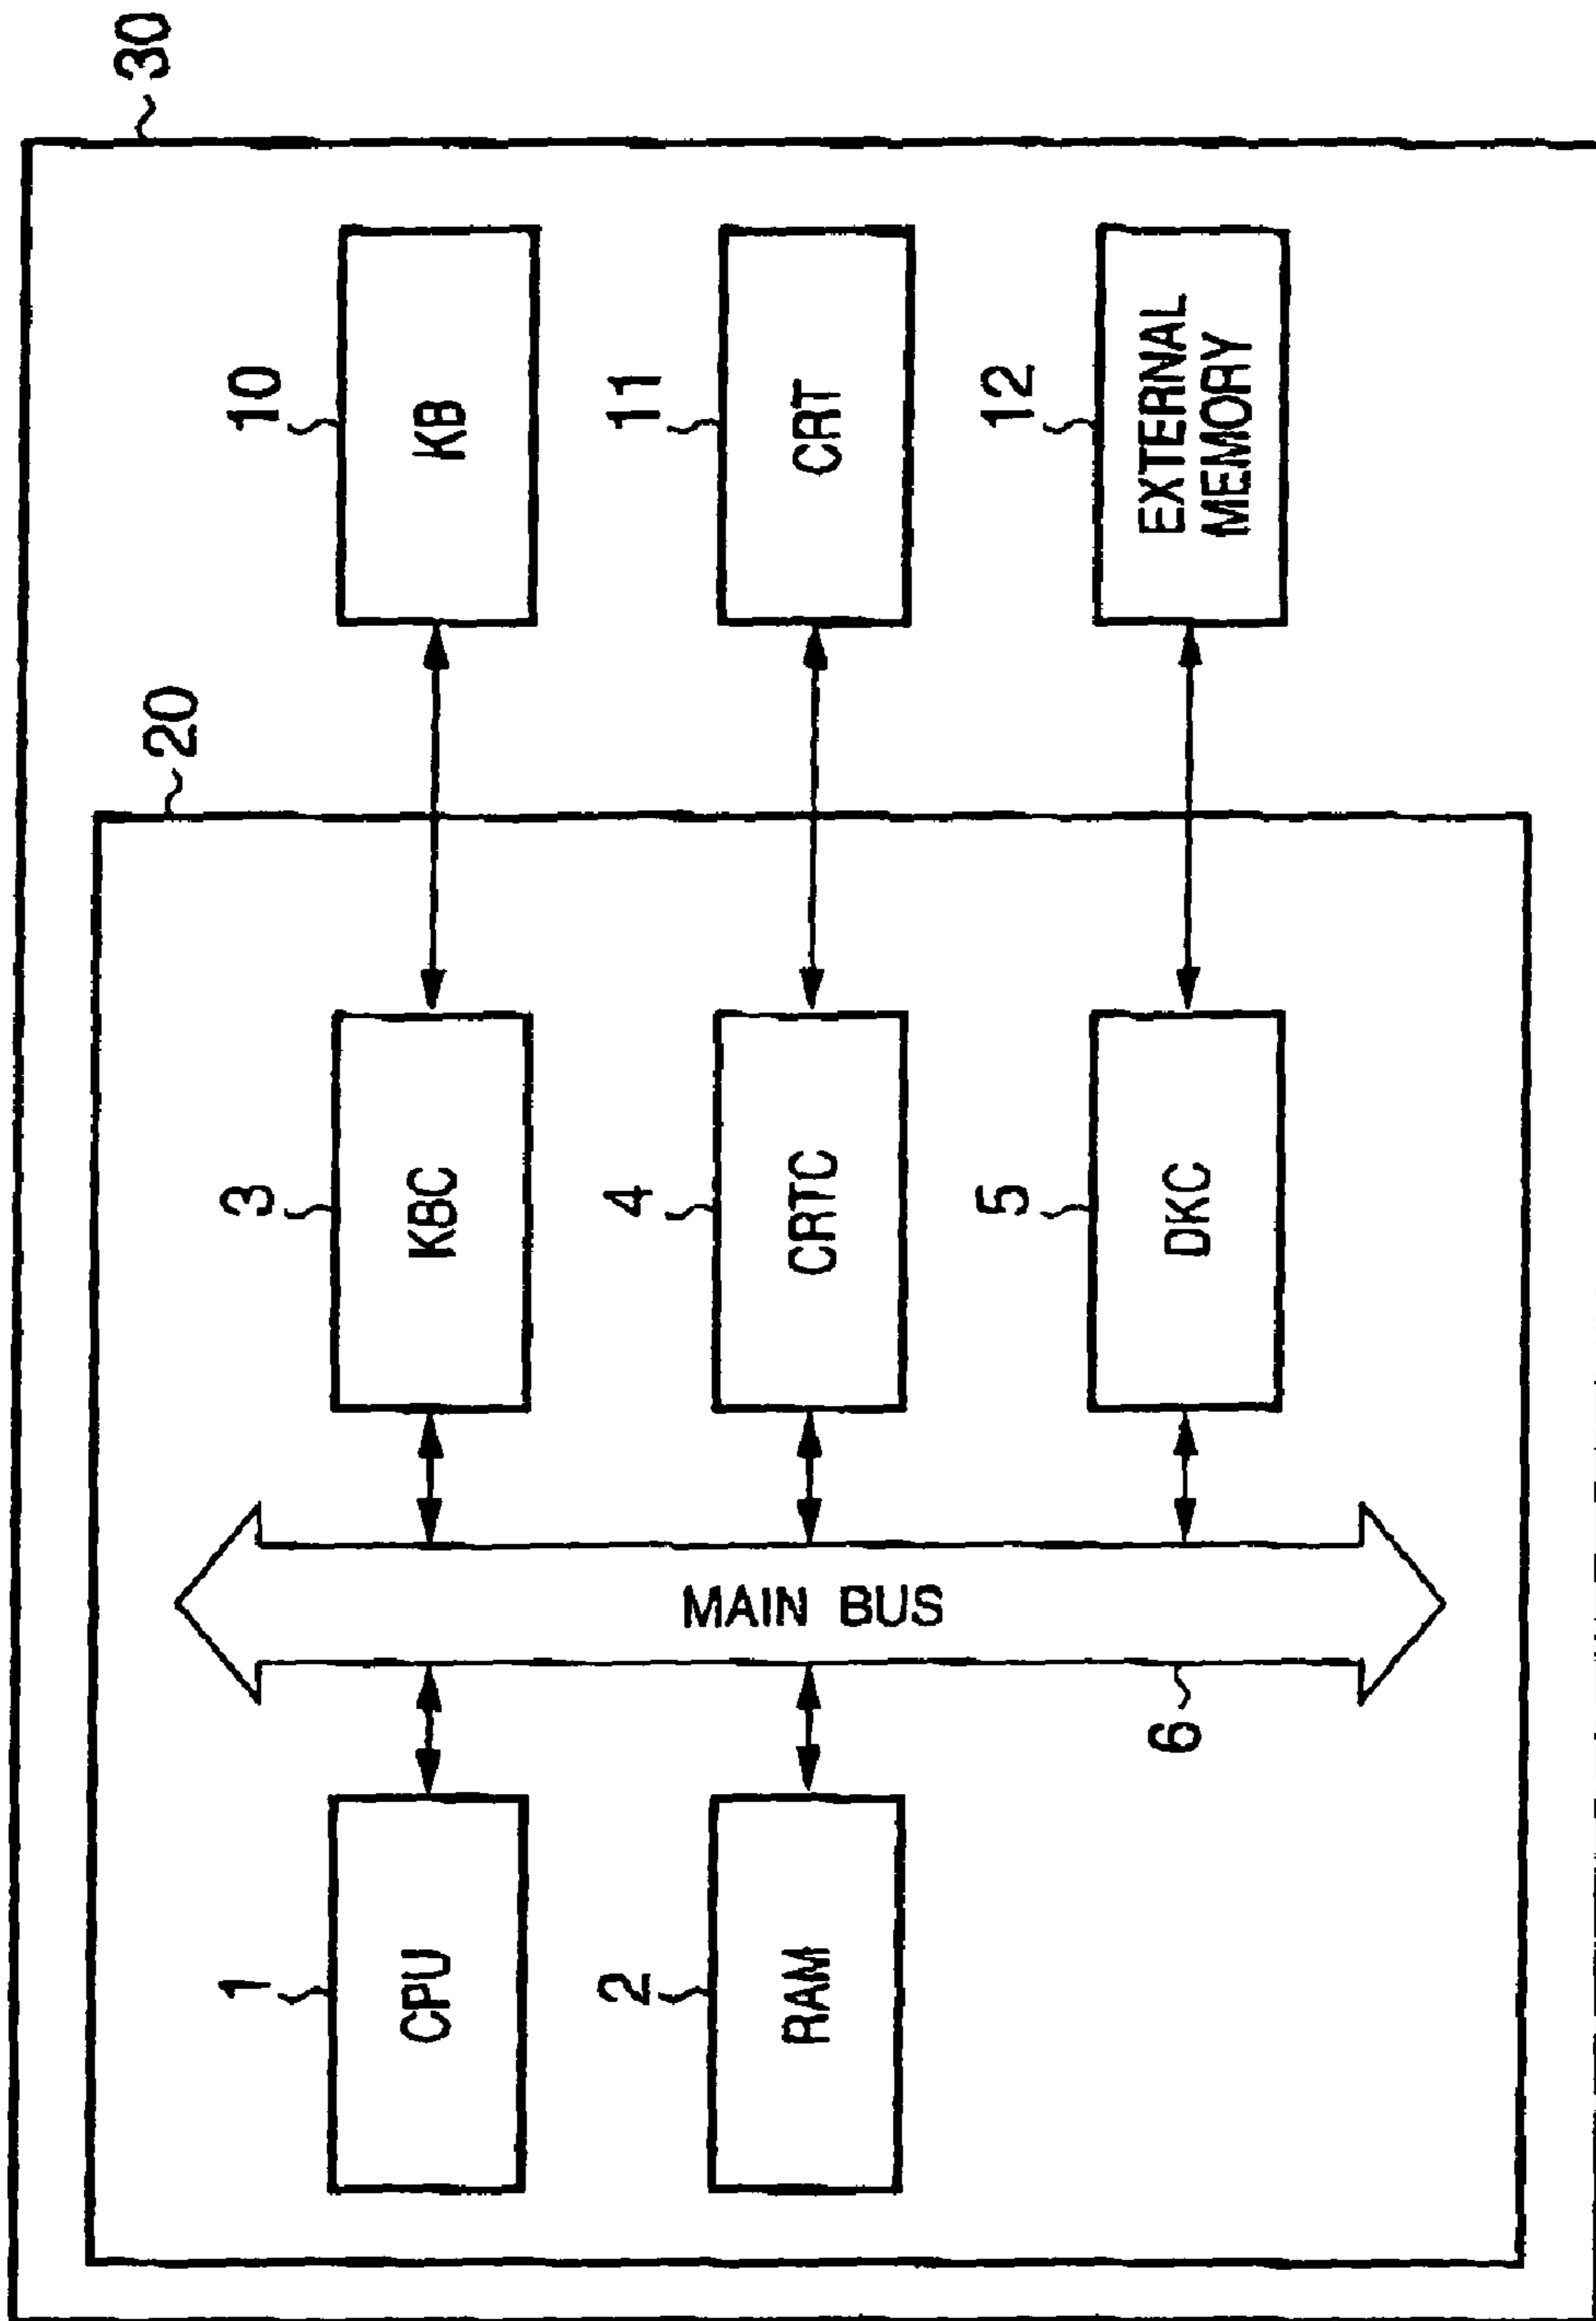 30
20
1
CPU
3
KBC
10
KB
2
RAM
MAIN BUS
4
CRTC
11
CRT
6
5
DKC
12
EXTERNAL
MEMORY